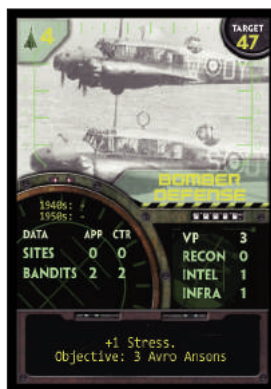 4
TARGET
47
BOMBER
DEFENSE
1940s: -
1950s: -
DATA APP CTR
SITES 0 0
BANDITS 2 2
VP 3
RECON 0
INTEL 1
INFRA 1
+1 Stress.
Objective: 3 Avro Ansons